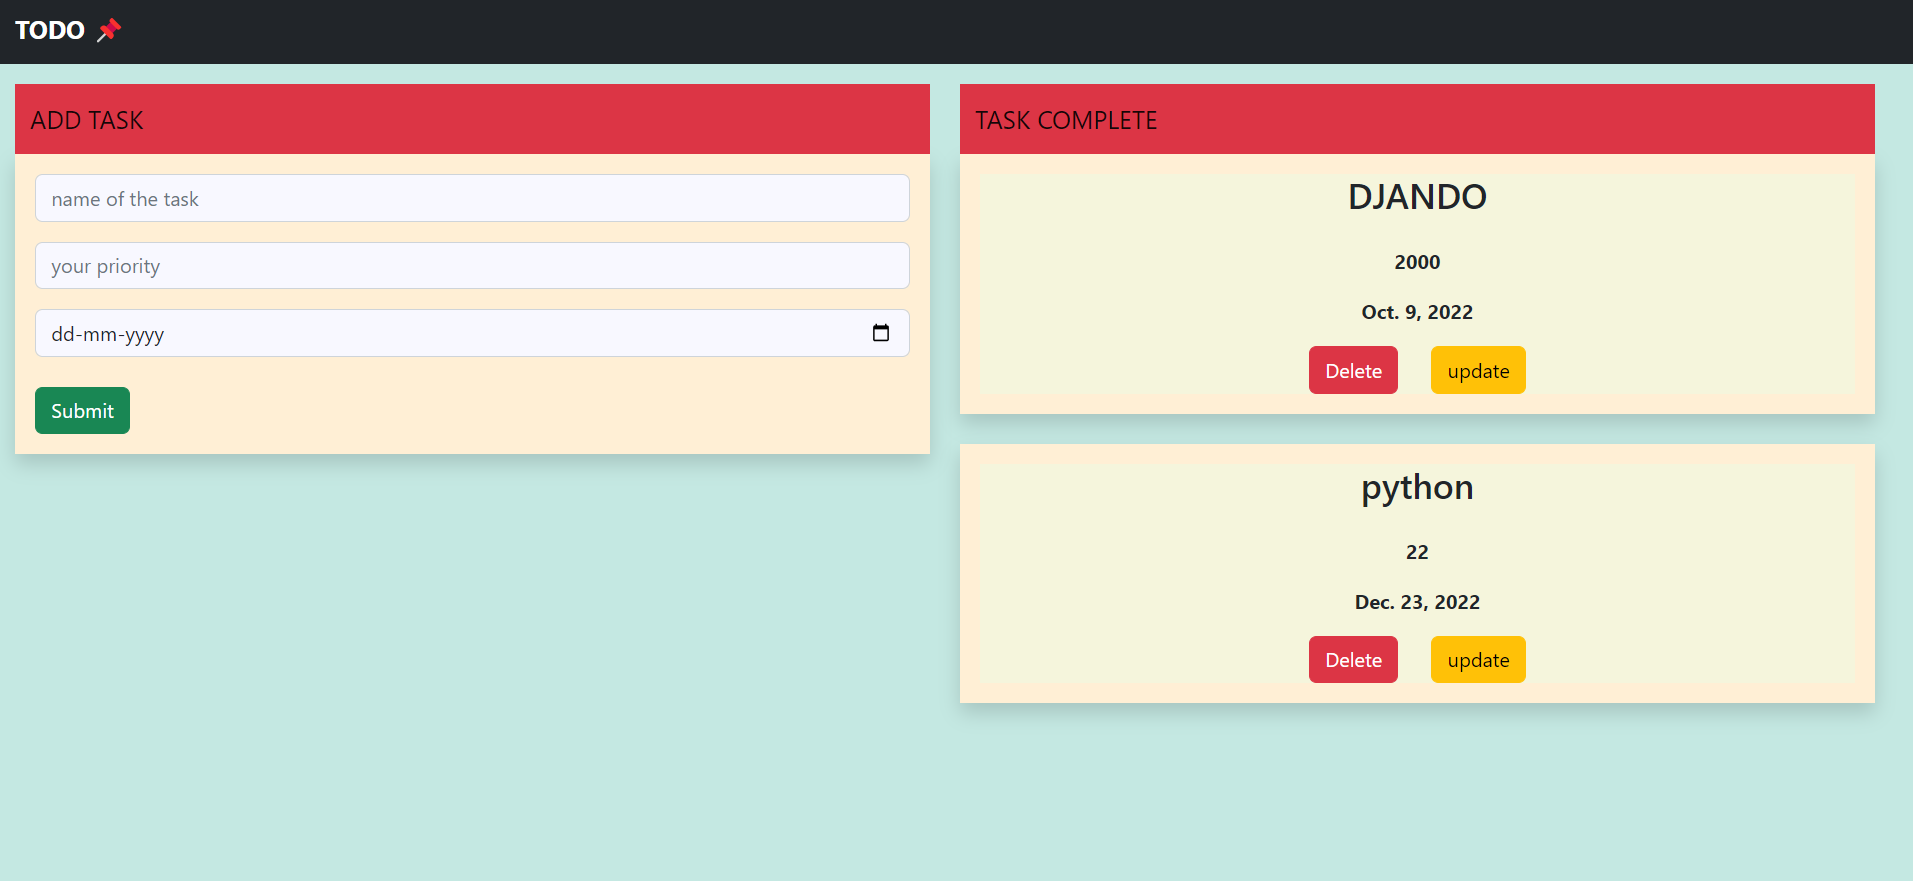 TODO 📌
ADD TASK
name of the task
your priority
dd-mm-yyyy
Submit
TASK COMPLETE
DJANDO
2000
Oct. 9, 2022
Delete update
python
22
Dec. 23, 2022
Delete update